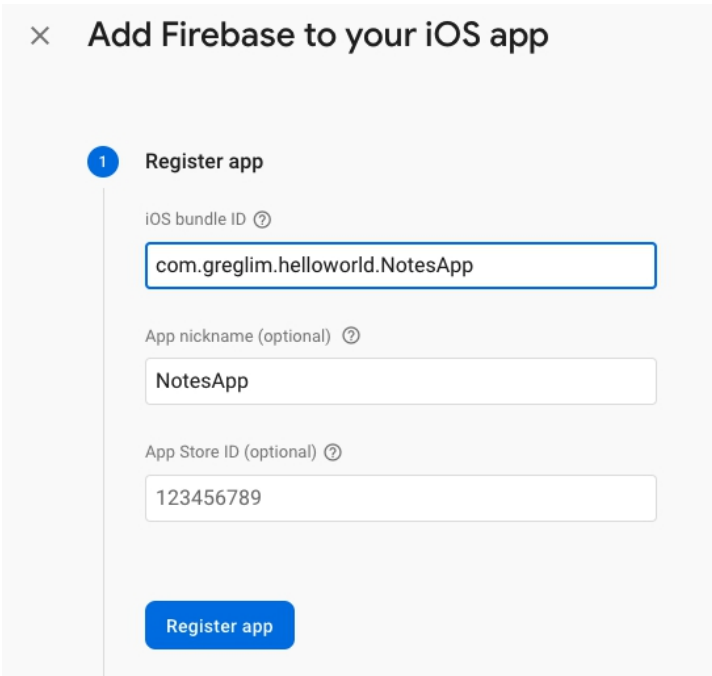 Add Firebase to your iOS app
1 Register app
iOS bundle ID ?
com.greglim.helloworld.NotesApp
App nickname (optional) ?
NotesApp
App Store ID (optional) ?
123456789
Register app